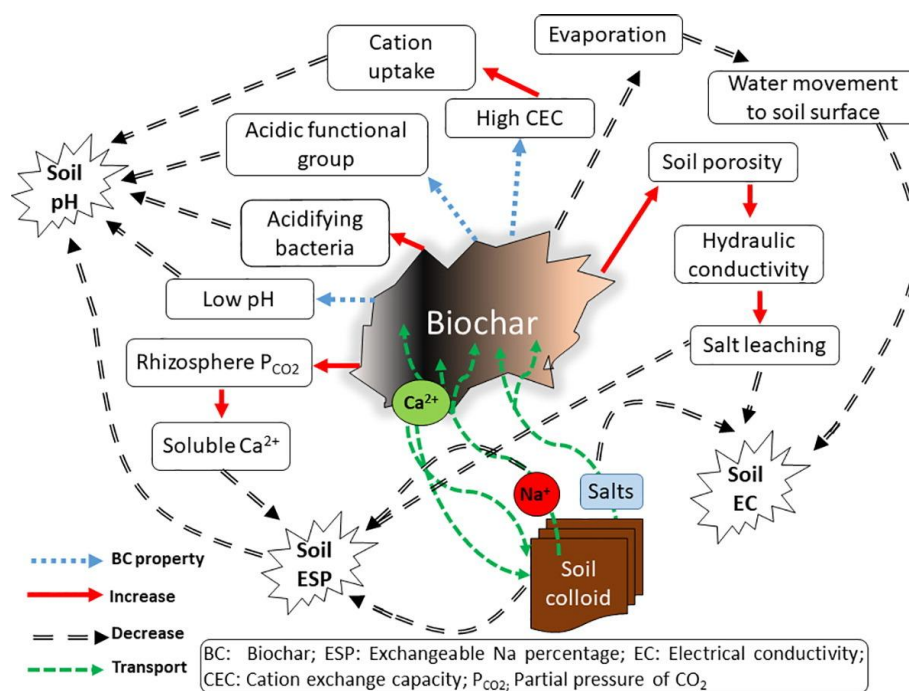 Cation
uptake
Evaporation
Water movement
to soil surface
High CEC
Acidic functional
group
Soil porosity
Soil
pH
Acidifying
bacteria
Hydraulic
conductivity
Low pH
Biochar
Salt leaching
Rhizosphere P_CO2
Ca²⁺
Soluble Ca²⁺
Na⁺
Salts
Soil
EC
Soil
ESP
Soil
colloid
BC property
Increase
Decrease
Transport
BC: Biochar; ESP: Exchangeable Na percentage; EC: Electrical conductivity;
CEC: Cation exchange capacity; P_CO2; Partial pressure of CO₂